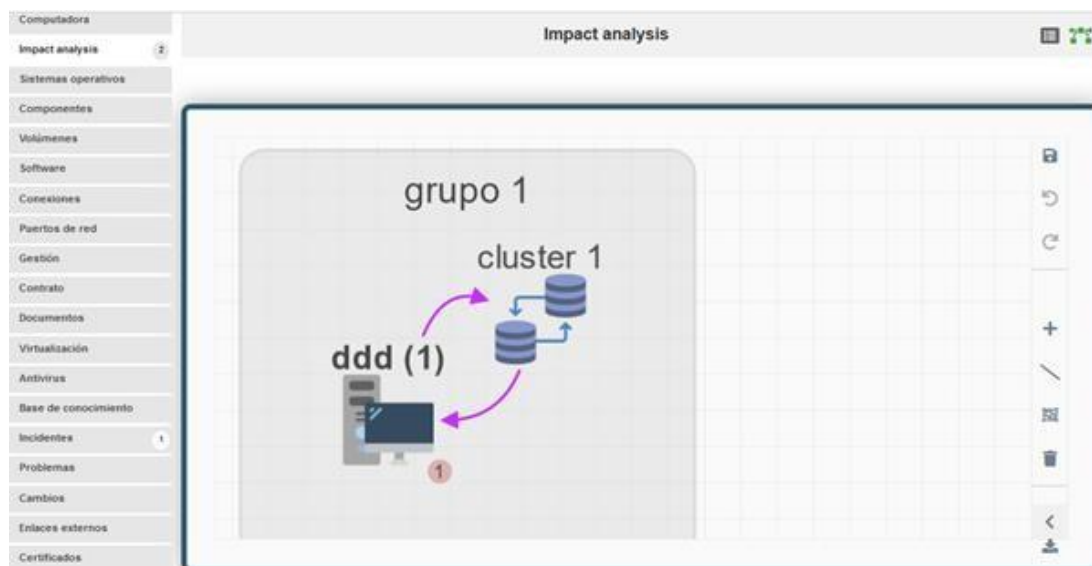 Computadora
Impact analysis 2
Sistemas operativos
Componentes
Volúmenes
Software
Conexiones
Puertos de red
Gestión
Contrato
Documentos
Virtualización
Antivirus
Base de conocimiento
Incidentes 1
Problemas
Cambios
Enlaces externos
Certificados
Impact analysis
grupo 1
cluster 1
ddd (1)
1